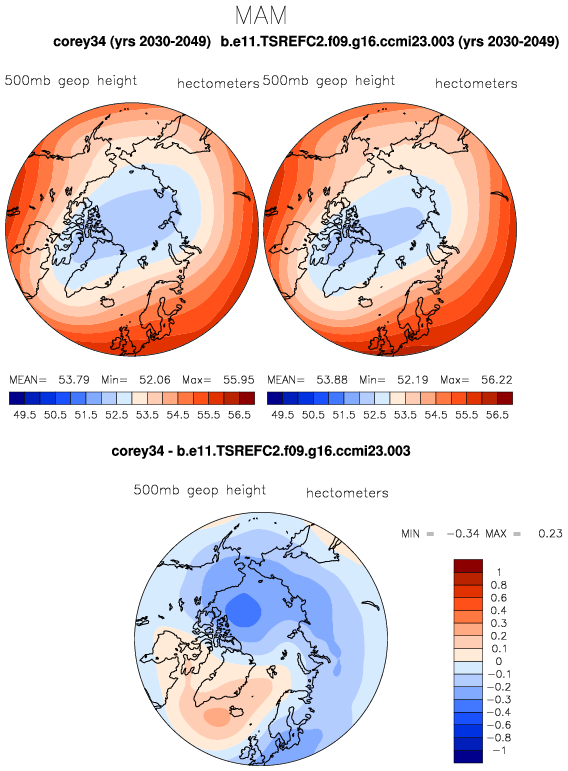 MAM
corey34 (yrs 2030-2049) b.e11.TSREFC2.f09.g16.ccmi23.003 (yrs 2030-2049)
500mb geop height hectometers 500mb geop height hectometers
MEAN= 53.79 Min= 52.06 Max= 55.95 MEAN= 53.88 Min= 52.19 Max= 56.22
49.5 50.5 51.5 52.5 53.5 54.5 55.5 56.5 49.5 50.5 51.5 52.5 53.5 54.5 55.5 56.5
corey34 - b.e11.TSREFC2.f09.g16.ccmi23.003
500mb geop height hectometers
MIN = -0.34 MAX = 0.23
1
0.8
0.6
0.4
0.3
0.2
0.1
0
-0.1
-0.2
-0.3
-0.4
-0.6
-0.8
-1